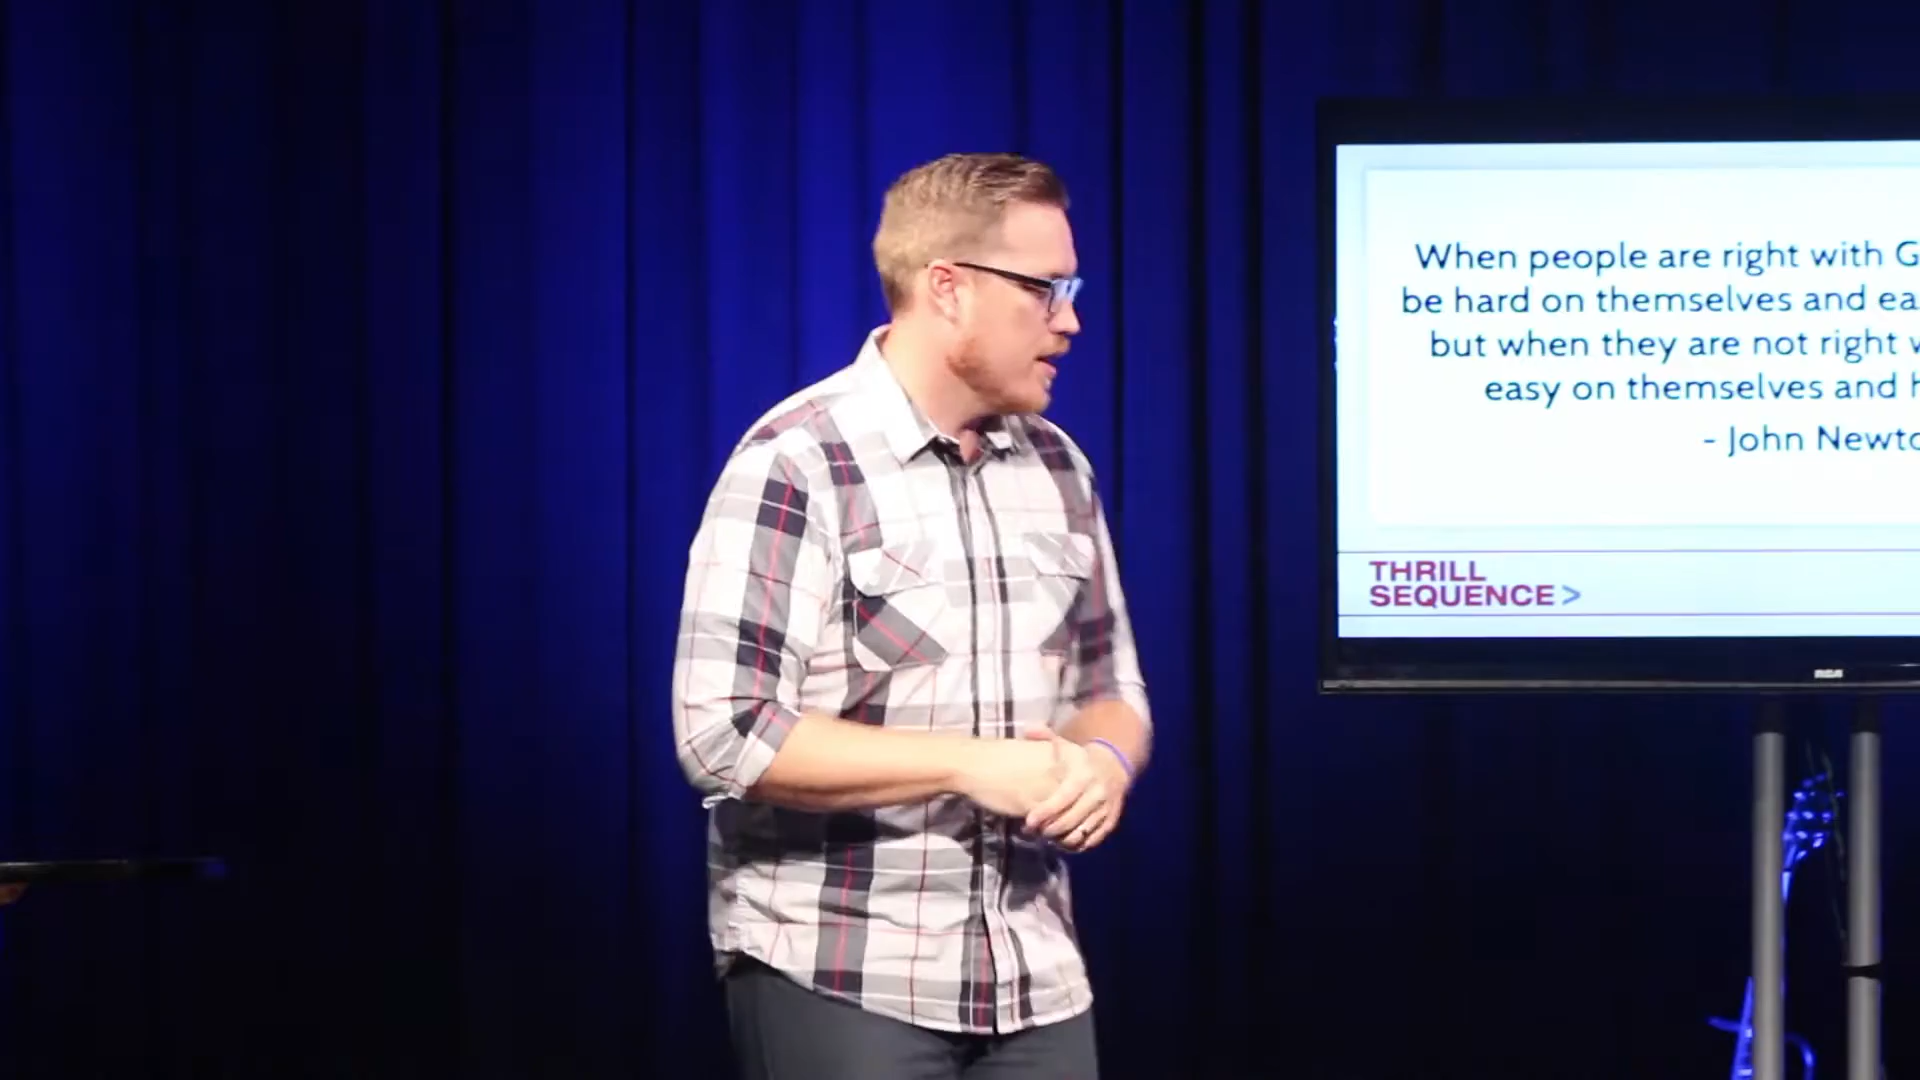 When people are right with G
be hard on themselves and ea
but when they are not right w
easy on themselves and h
- John Newto
THRILL
SEQUENCE >
RCA